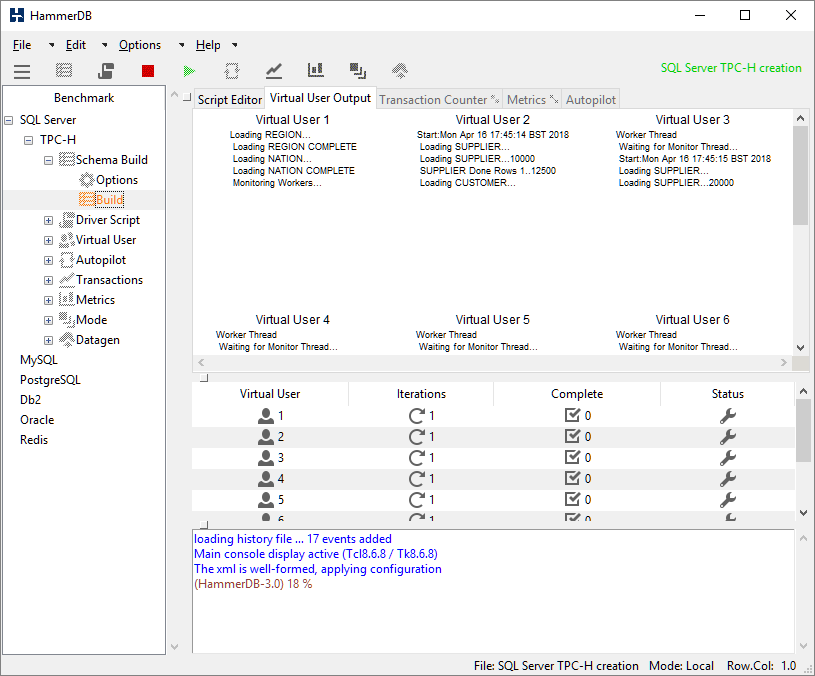 HammerDB
File Edit Options Help
SQL Server TPC-H creation
Benchmark
SQL Server
TPC-H
Schema Build
Options
Build
Driver Script
Virtual User
Autopilot
Transactions
Metrics
Mode
Datagen
MySQL
PostgreSQL
Db2
Oracle
Redis
Script Editor Virtual User Output Transaction Counter Metrics Autopilot
Virtual User 1
Loading REGION...
Loading REGION COMPLETE
Loading NATION...
Loading NATION COMPLETE
Monitoring Workers...
Virtual User 2
Start:Mon Apr 16 17:45:14 BST 2018
Loading SUPPLIER...
Loading SUPPLIER...10000
SUPPLIER Done Rows 1..12500
Loading CUSTOMER...
Virtual User 3
Worker Thread
Waiting for Monitor Thread...
Start:Mon Apr 16 17:45:15 BST 2018
Loading SUPPLIER...
Loading SUPPLIER...20000
Virtual User 4
Worker Thread
Waiting for Monitor Thread...
Virtual User 5
Worker Thread
Waiting for Monitor Thread...
Virtual User 6
Worker Thread
Waiting for Monitor Thread...
Virtual User Iterations Complete Status
1 1 0
2 1 0
3 1 0
4 1 0
5 1 0
6 1 0
loading history file ... 17 events added
Main console display active (Tcl8.6.8 / Tk8.6.8)
The xml is well-formed, applying configuration
(HammerDB-3.0) 18 %
File: SQL Server TPC-H creation Mode: Local Row.Col: 1.0